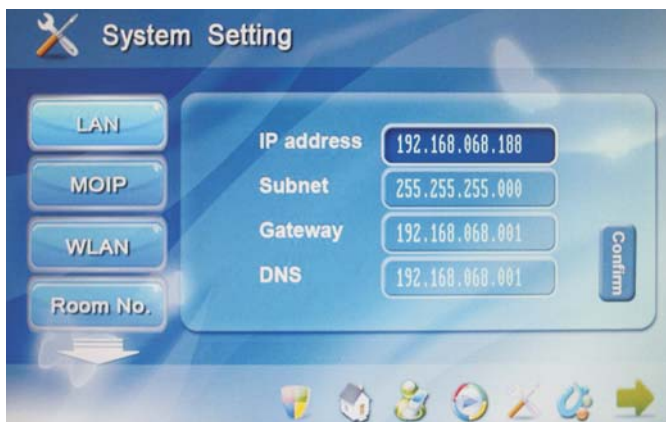 System Setting
LAN
MOIP
WLAN
Room No.
IP address 192.168.068.188
Subnet 255.255.255.000
Gateway 192.168.068.001
DNS 192.168.068.001
Confirm